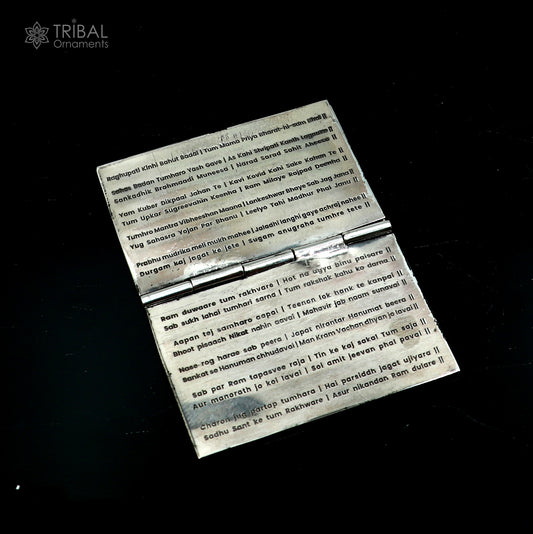 TRIBAL
Ornaments
Raghupati Kinhi Bahut Badai | Tum Mama Priya Bharat-hi-sam Bhai ||
Sahas Badan Tumharo Yash Gave | As Kahi Shripati Kanth Lagaave ||
Sankadhik Brahmaadi Muneesa | Narad Sarad Sahit Aheesa ||
Yam Kuber Dikpaal Jahan Te | Kavi Kovid Kahi Sake Kahan Te
Tum Upkar Sugreevahin Keenha | Ram Milaye Rajpad Deenha ||
Tumhro Mantra Vibheeshan Maana | Lankeshwar Bhaye Sab Jag Jana ||
Yug Sahasra Yojan Par Bhanu | Leelyo Tahi Madhur Phal Janu ||
Prabhu mudrika meli mukh mahee | Jaladhi langhi gaye achraj nahee ||
Durgam kaj jagat ke jete | Sugam anugraha tumhre tete ||
Ram duwaare tum rakhvare | Hot na agya binu paisare ||
Sab sukh lahai tumhari sarna | Tum rakshak kahu ko darna ||
Aapan tej samharo aapai | Teenon lok hank te kanpai ||
Bhoot pisaach Nikat nahin aavai | Mahavir jab naam sunavai ||
Nase rog harae sab peera | Japat nirantar Hanumat beera ||
Sankat se Hanuman chhudavai | Man Kram Vachan dhyan jo lavai ||
Sab par Ram tapasvee raja | Tin ke kaj sakal Tum saja ||
Aur manorath jo koi lavai | Soi amit jeevan phal pavai ||
Charon jug partap tumhara | Hai parsiddh jagat ujiyara ||
Sadhu Sant ke tum Rakhware | Asur nikandan Ram dulare ||